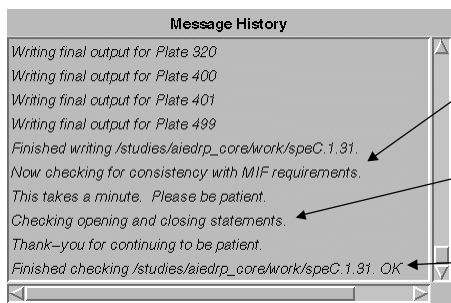 Message History
Writing final output for Plate 320
Writing final output for Plate 400
Writing final output for Plate 401
Writing final output for Plate 499
Finished writing /studies/aiedrp_core/work/speC.1.31.
Now checking for consistency with MIF requirements.
This takes a minute.  Please be patient.
Checking opening and closing statements.
Thank–you for continuing to be patient.
Finished checking /studies/aiedrp_core/work/speC.1.31. OK